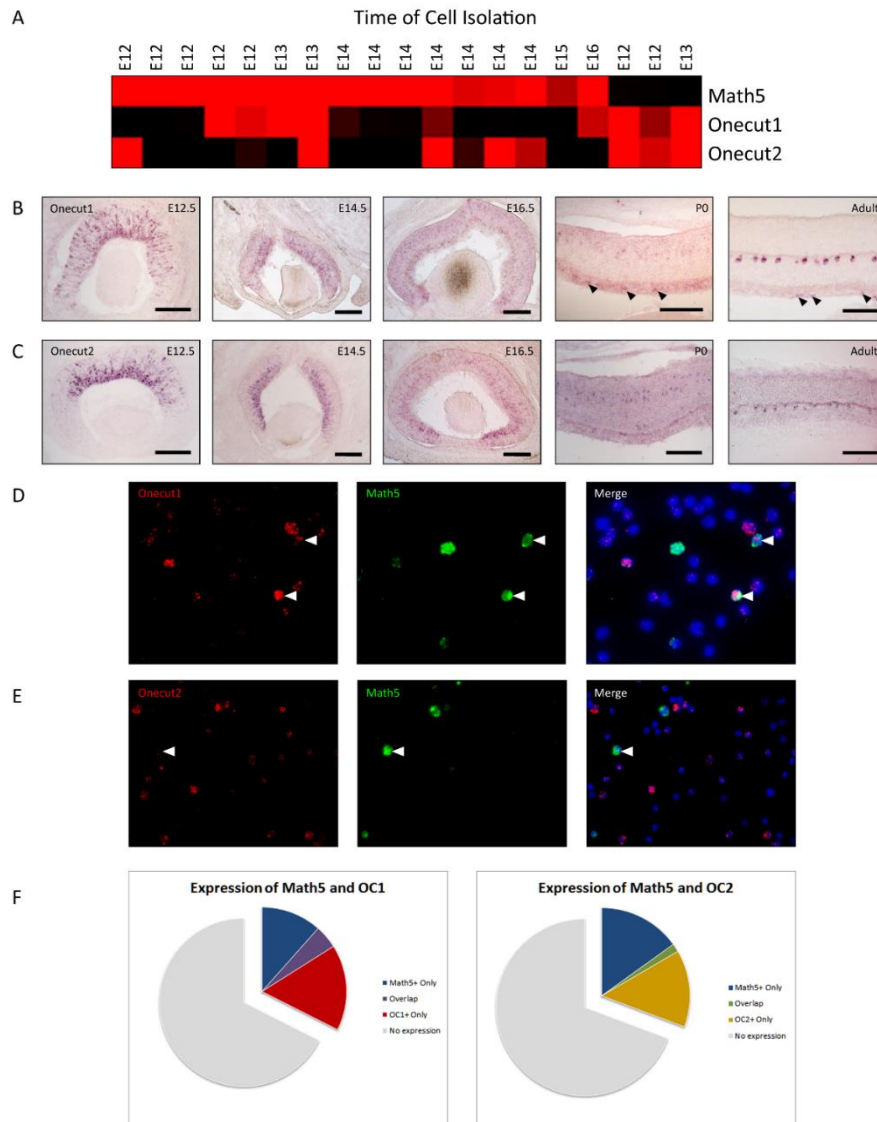 A
Time of Cell Isolation
E12 E12 E12 E12 E12 E13 E13 E14 E14 E14 E14 E14 E14 E14 E15 E16 E12 E12 E13
Math5
Onecut1
Onecut2
B
Onecut1 E12.5 E14.5 E16.5 P0 Adult
C
Onecut2 E12.5 E14.5 E16.5 P0 Adult
D
Onecut1 Math5 Merge
E
Onecut2 Math5 Merge
F
Expression of Math5 and OC1
Math5+ Only
Overlap
OC1+ Only
No expression
Expression of Math5 and OC2
Math5+ Only
Overlap
OC2+ Only
No expression